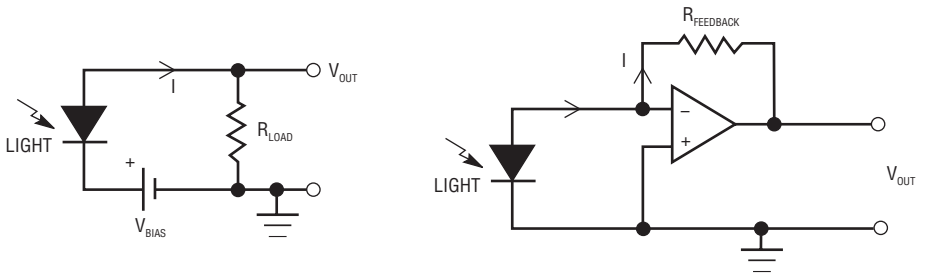 I
V_OUT
LIGHT
R_LOAD
+
V_BIAS
R_FEEDBACK
I
−
+
LIGHT
V_OUT